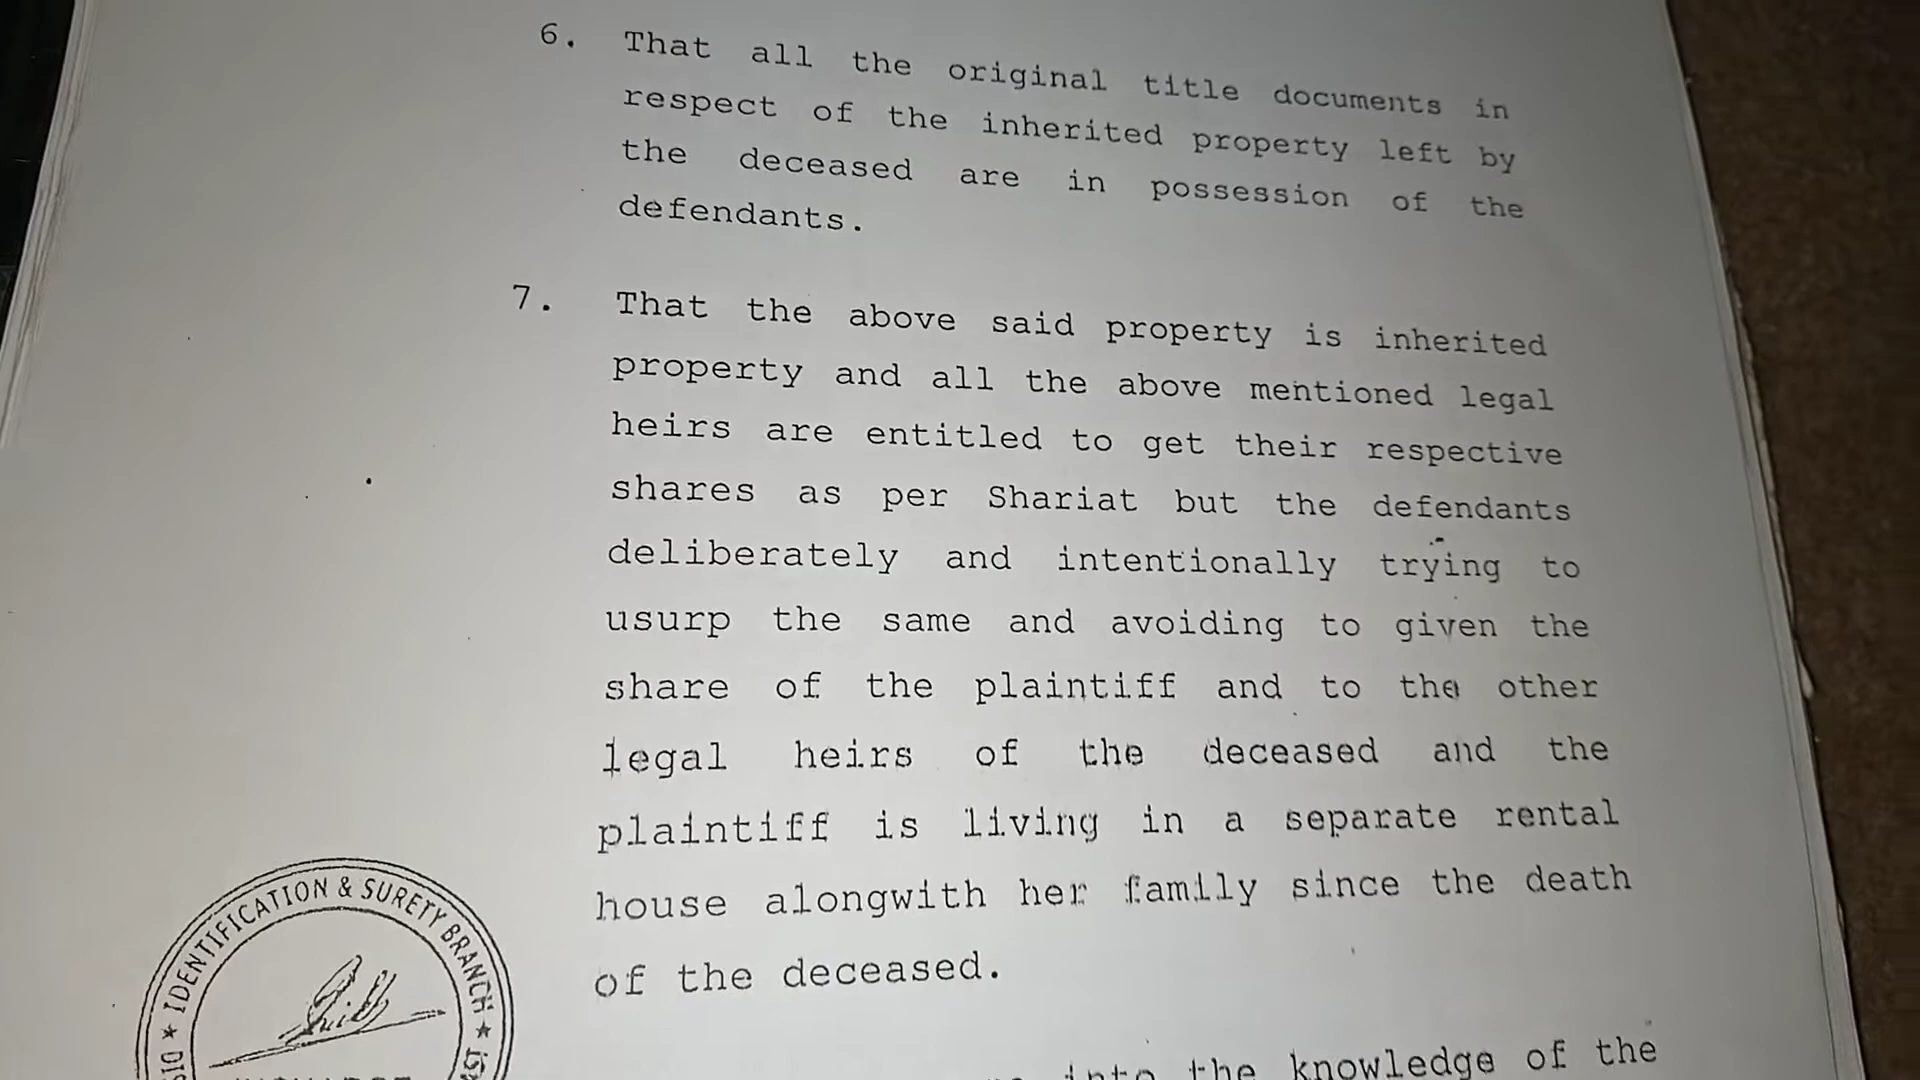 6. That all the original title documents in
respect of the inherited property left by
the deceased are in possession of the
defendants.
7. That the above said property is inherited
property and all the above mentioned legal
heirs are entitled to get their respective
shares as per Shariat but the defendants
deliberately and intentionally trying to
usurp the same and avoiding to given the
share of the plaintiff and to the other
legal heirs of the deceased and the
plaintiff is living in a separate rental
house alongwith her family since the death
of the deceased.
into the knowledge of the
IDENTIFICATION & SURETY BRANCH